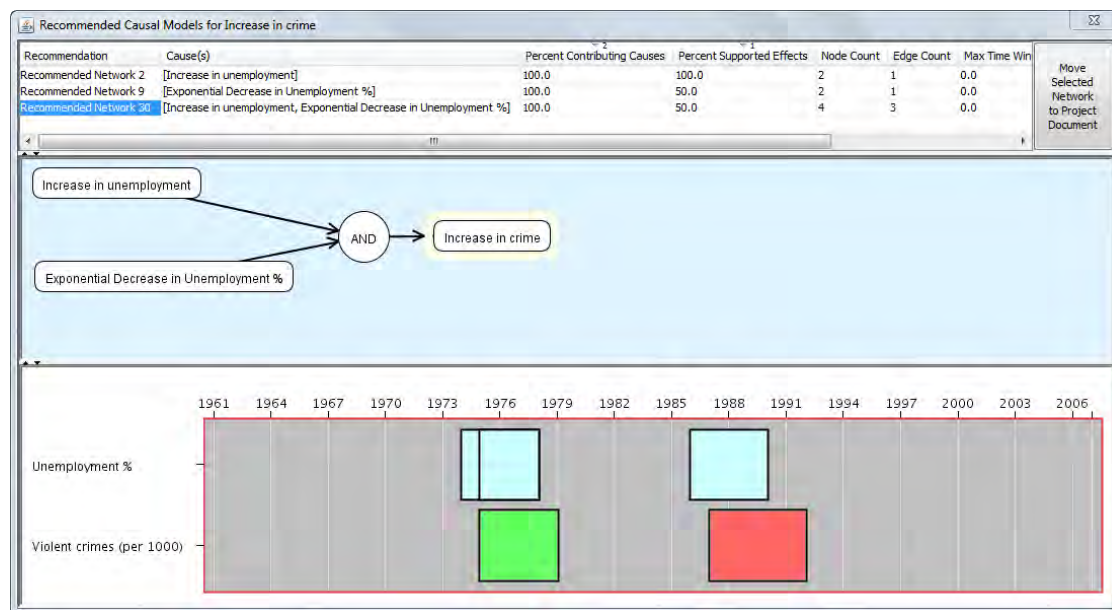 Recommended Causal Models for Increase in crime
Recommendation Cause(s) Percent Contributing Causes 2 Percent Supported Effects 1 Node Count Edge Count Max Time Win
Recommended Network 2 [Increase in unemployment] 100.0 100.0 2 1 0.0
Recommended Network 9 [Exponential Decrease in Unemployment %] 100.0 50.0 2 1 0.0
Recommended Network 30 [Increase in unemployment, Exponential Decrease in Unemployment %] 100.0 50.0 4 3 0.0
Move
Selected
Network
to Project
Document
Increase in unemployment
AND
Increase in crime
Exponential Decrease in Unemployment %
1961 1964 1967 1970 1973 1976 1979 1982 1985 1988 1991 1994 1997 2000 2003 2006
Unemployment %
Violent crimes (per 1000)